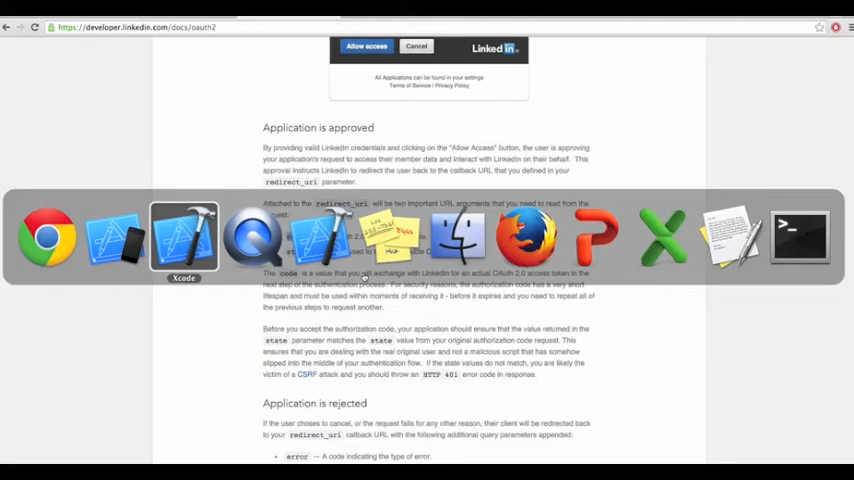 https://developer.linkedin.com/docs/oauth2
Allow access
Cancel
Linked in
All Applications can be found in your settings
Terms of Service | Privacy Policy
Application is approved
By providing valid LinkedIn credentials and clicking on the "Allow Access" button, the user is approving
your application's request to access their member data and interact with LinkedIn on their behalf. This
approval instructs LinkedIn to redirect the user back to the callback URL that you defined in your
redirect_uri parameter.
Attached to the redirect_uri will be two important URL arguments that you need to read from the
Xcode
The code is a value that you will exchange with LinkedIn for an actual OAuth 2.0 access token in the
next step of the authentication process. For security reasons, the authorization code has a very short
lifespan and must be used within moments of receiving it - before it expires and you need to repeat all of
the previous steps to request another.
Before you accept the authorization code, your application should ensure that the value returned in the
state parameter matches the state value from your original authorization code request. This
ensures that you are dealing with the real original user and not a malicious script that has somehow
slipped into the middle of your authentication flow. If the state values do not match, you are likely the
victim of a CSRF attack and you should throw an HTTP 401 error code in response.
Application is rejected
If the user choses to cancel, or the request fails for any other reason, their client will be redirected back
to your redirect_uri callback URL with the following additional query parameters appended:
• error — A code indicating the type of error.